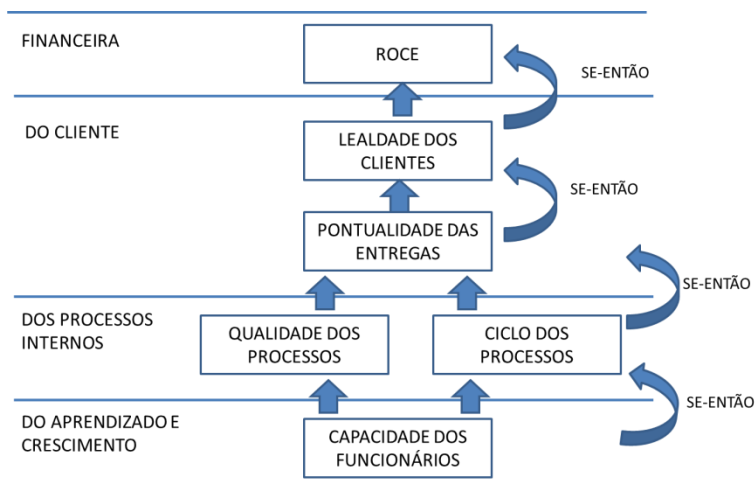 FINANCEIRA
ROCE
SE-ENTÃO
DO CLIENTE
LEALDADE DOS
CLIENTES
SE-ENTÃO
PONTUALIDADE DAS
ENTREGAS
SE-ENTÃO
DOS PROCESSOS
INTERNOS
QUALIDADE DOS
PROCESSOS
CICLO DOS
PROCESSOS
SE-ENTÃO
DO APRENDIZADO E
CRESCIMENTO
CAPACIDADE DOS
FUNCIONÁRIOS